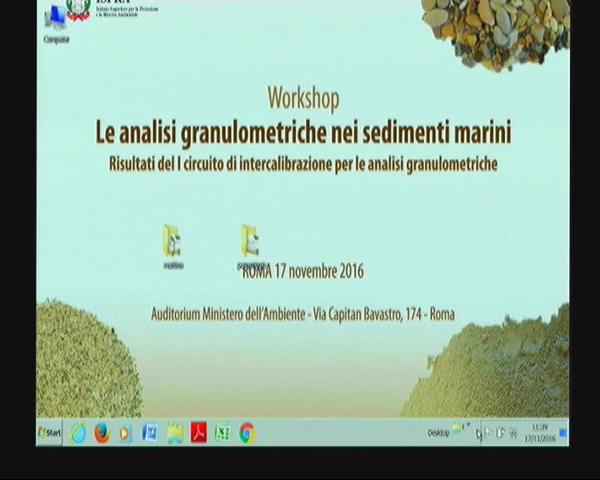 ISPRA
Computer
Workshop
Le analisi granulometriche nei sedimenti marini
Risultati del I circuito di intercalibrazione per le analisi granulometriche
ROMA 17 novembre 2016
Auditorium Ministero dell'Ambiente - Via Capitan Bavastro, 174 - Roma
Start
Desktop
17/11/2016